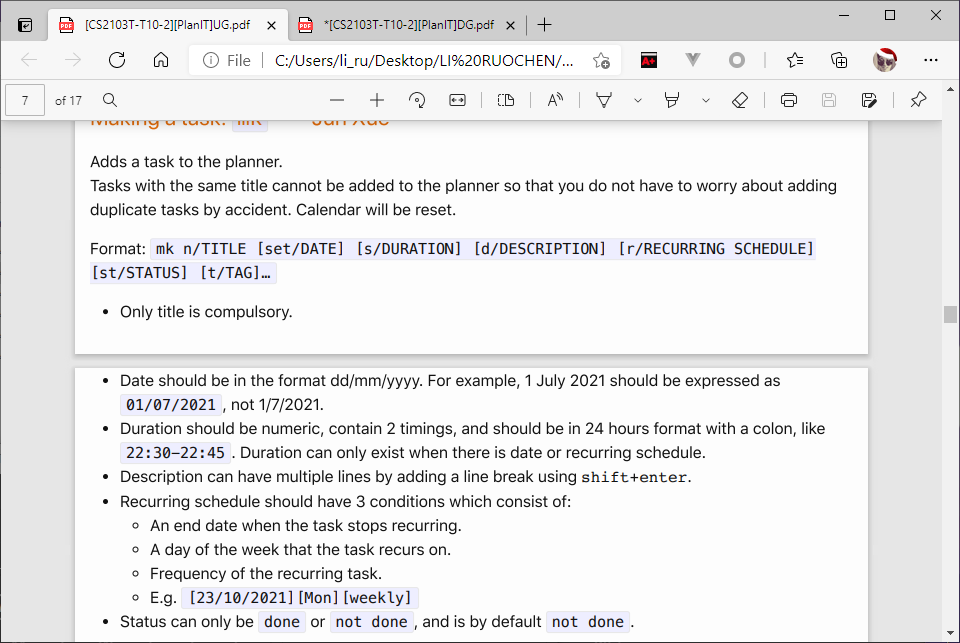 [CS2103T-T10-2][PlanIT]UG.pdf
*[CS2103T-T10-2][PlanIT]DG.pdf
File
C:/Users/li_ru/Desktop/LI%20RUOCHEN/...
7 of 17
Making a task: mk
Jun Xue
Adds a task to the planner.
Tasks with the same title cannot be added to the planner so that you do not have to worry about adding
duplicate tasks by accident. Calendar will be reset.
Format: mk n/TITLE [set/DATE] [s/DURATION] [d/DESCRIPTION] [r/RECURRING SCHEDULE]
[st/STATUS] [t/TAG]…
• Only title is compulsory.
• Date should be in the format dd/mm/yyyy. For example, 1 July 2021 should be expressed as
01/07/2021 , not 1/7/2021.
• Duration should be numeric, contain 2 timings, and should be in 24 hours format with a colon, like
22:30-22:45 . Duration can only exist when there is date or recurring schedule.
• Description can have multiple lines by adding a line break using shift+enter.
• Recurring schedule should have 3 conditions which consist of:
◦ An end date when the task stops recurring.
◦ A day of the week that the task recurs on.
◦ Frequency of the recurring task.
◦ E.g. [23/10/2021][Mon][weekly]
• Status can only be done or not done , and is by default not done .